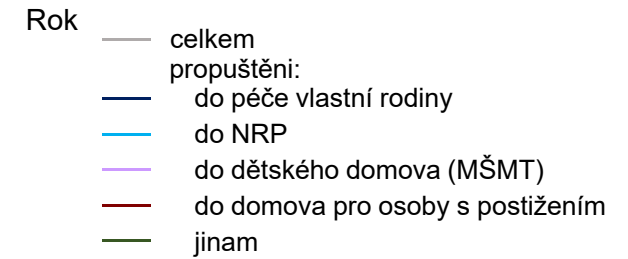 Rok
celkem
propuštěni:
do péče vlastní rodiny
do NRP
do dětského domova (MŠMT)
do domova pro osoby s postižením
jinam